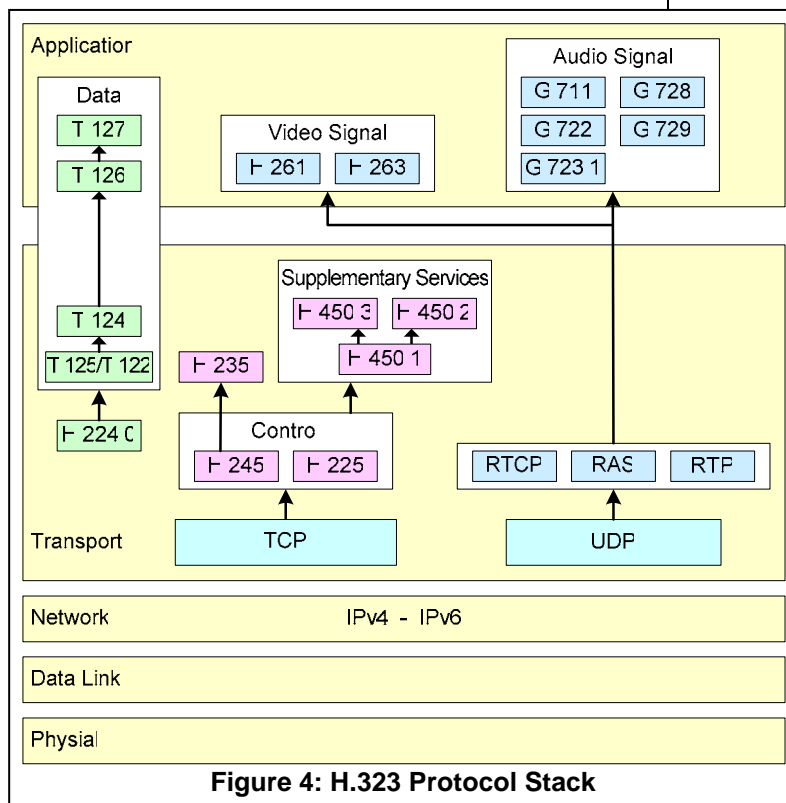 Application
Data
T 127
T 126
T 124
T 125/T 122
H 224 0
Video Signal
H 261
H 263
Audio Signal
G 711
G 728
G 722
G 729
G 723 1
Supplementary Services
H 450 3
H 450 2
H 450 1
H 235
Contro
H 245
H 225
RTCP
RAS
RTP
Transport
TCP
UDP
Network
IPv4 - IPv6
Data Link
Physial
Figure 4: H.323 Protocol Stack